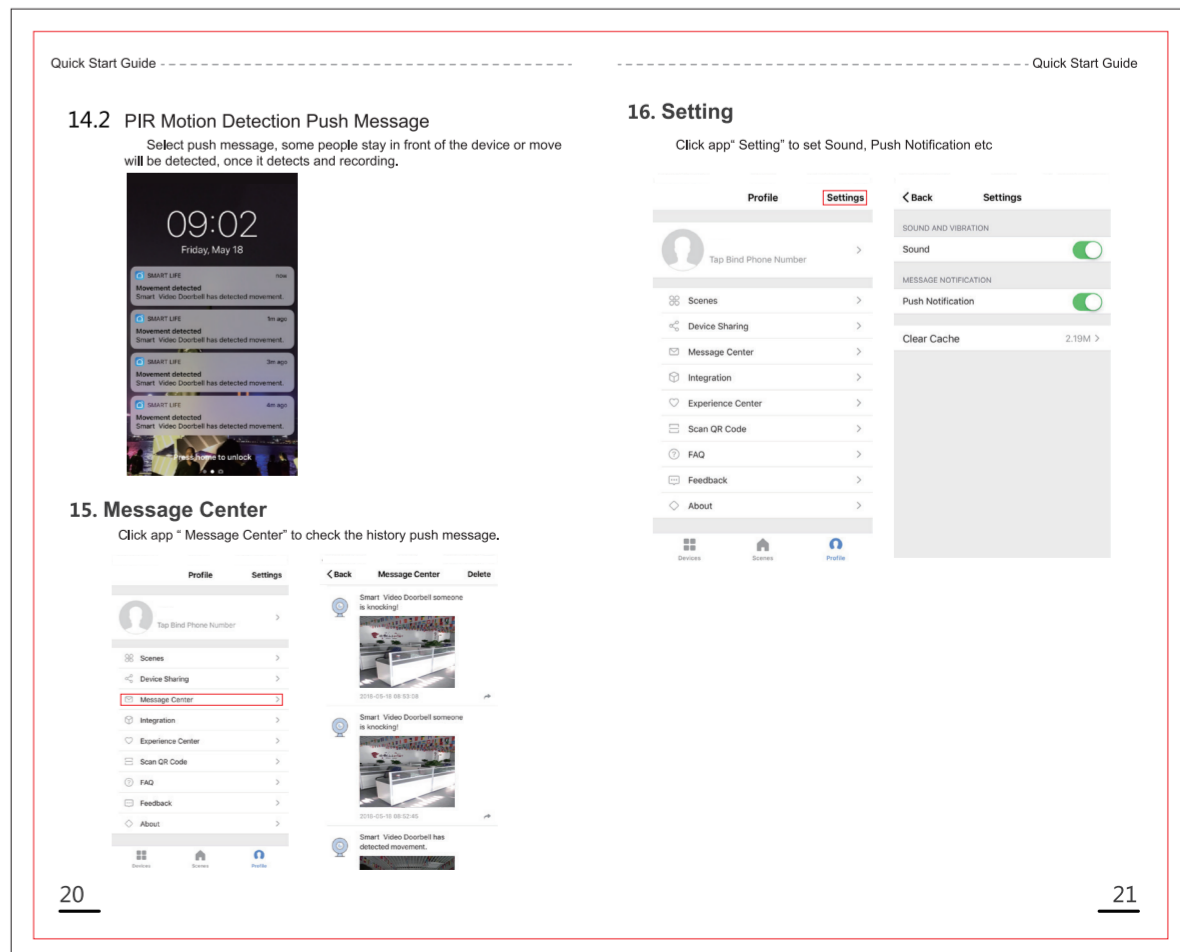 Quick Start Guide
14.2 PIR Motion Detection Push Message
Select push message, some people stay in front of the device or move
will be detected, once it detects and recording.
09:02
Friday, May 18
SMART LIFE now
Movement detected
Smart Video Doorbell has detected movement.
SMART LIFE 1m ago
Movement detected
Smart Video Doorbell has detected movement.
SMART LIFE 3m ago
Movement detected
Smart Video Doorbell has detected movement.
SMART LIFE 4m ago
Movement detected
Smart Video Doorbell has detected movement.
Press home to unlock
15. Message Center
Click app “ Message Center” to check the history push message.
Profile Settings
Tap Bind Phone Number
Scenes
Device Sharing
Message Center
Integration
Experience Center
Scan QR Code
FAQ
Feedback
About
Devices Scenes Profile
Back Message Center Delete
Smart Video Doorbell someone
is knocking!
Smart Video Doorbell someone
is knocking!
Smart Video Doorbell has
detected movement.
20
Quick Start Guide
16. Setting
Click app“ Setting” to set Sound, Push Notification etc
Profile Settings
Tap Bind Phone Number
Scenes
Device Sharing
Message Center
Integration
Experience Center
Scan QR Code
FAQ
Feedback
About
Devices Scenes Profile
Back Settings
SOUND AND VIBRATION
Sound
MESSAGE NOTIFICATION
Push Notification
Clear Cache 2.19M
21